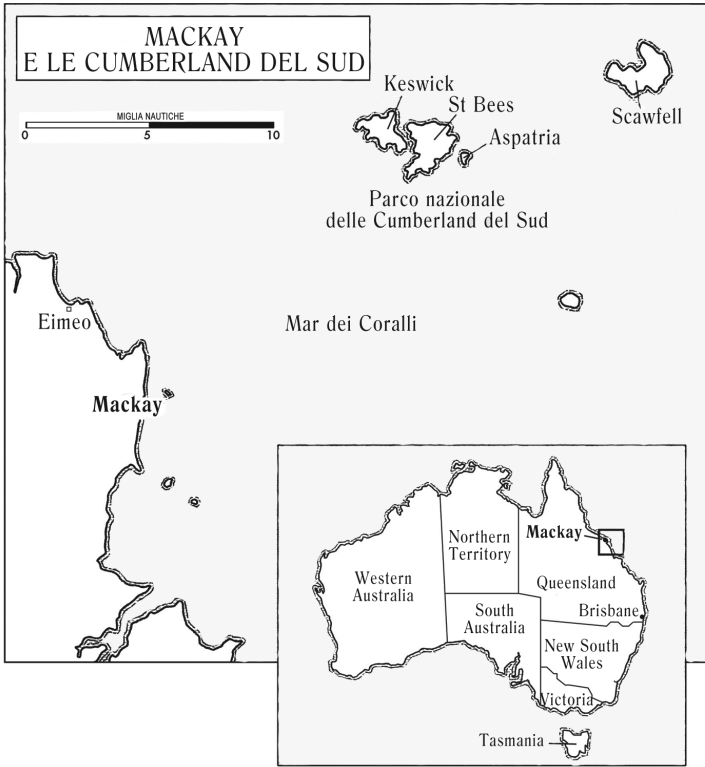 MACKAY
E LE CUMBERLAND DEL SUD
MIGLIA NAUTICHE
0 5 10
Keswick
St Bees
Aspatria
Scawfell
Parco nazionale
delle Cumberland del Sud
Eimeo
Mar dei Coralli
Mackay
Mackay
Northern
Territory
Western
Australia
Queensland
South
Australia
Brisbane
New South
Wales
Victoria
Tasmania